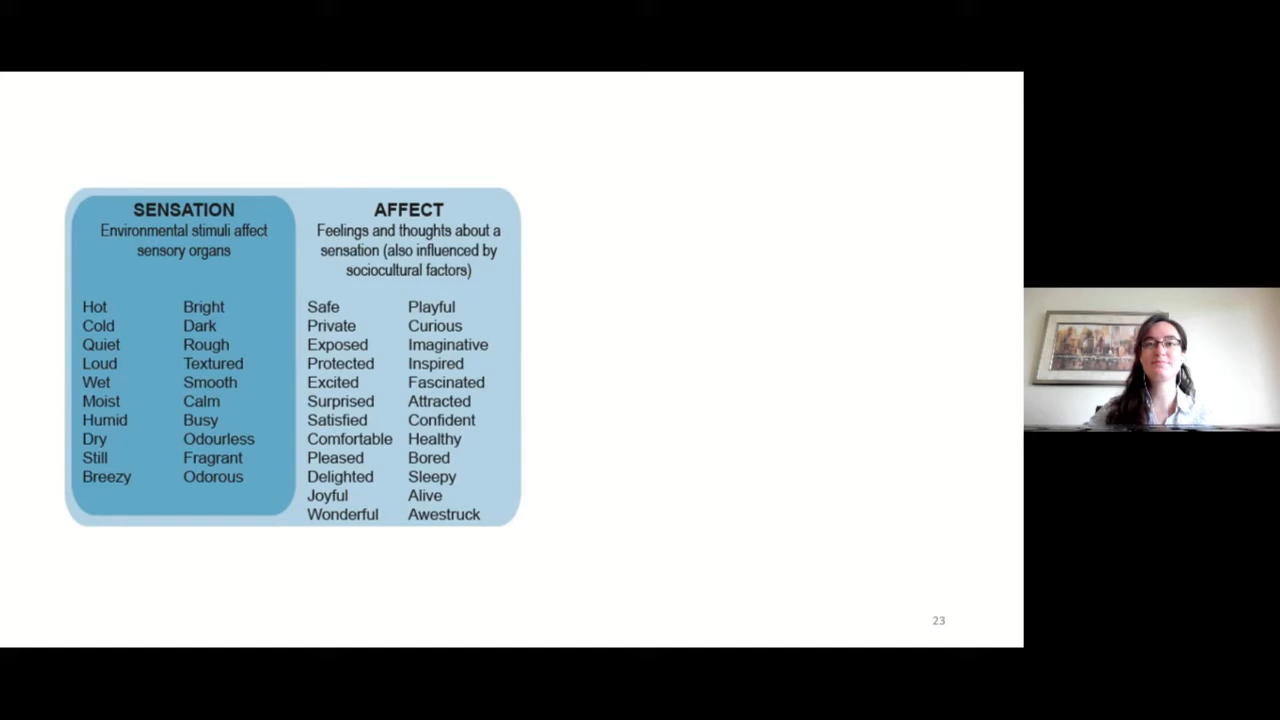 SENSATION
Environmental stimuli affect
sensory organs
Hot
Cold
Quiet
Loud
Wet
Moist
Humid
Dry
Still
Breezy
Bright
Dark
Rough
Textured
Smooth
Calm
Busy
Odourless
Fragrant
Odorous
AFFECT
Feelings and thoughts about a
sensation (also influenced by
sociocultural factors)
Safe
Private
Exposed
Protected
Excited
Surprised
Satisfied
Comfortable
Pleased
Delighted
Joyful
Wonderful
Playful
Curious
Imaginative
Inspired
Fascinated
Attracted
Confident
Healthy
Bored
Sleepy
Alive
Awestruck
23